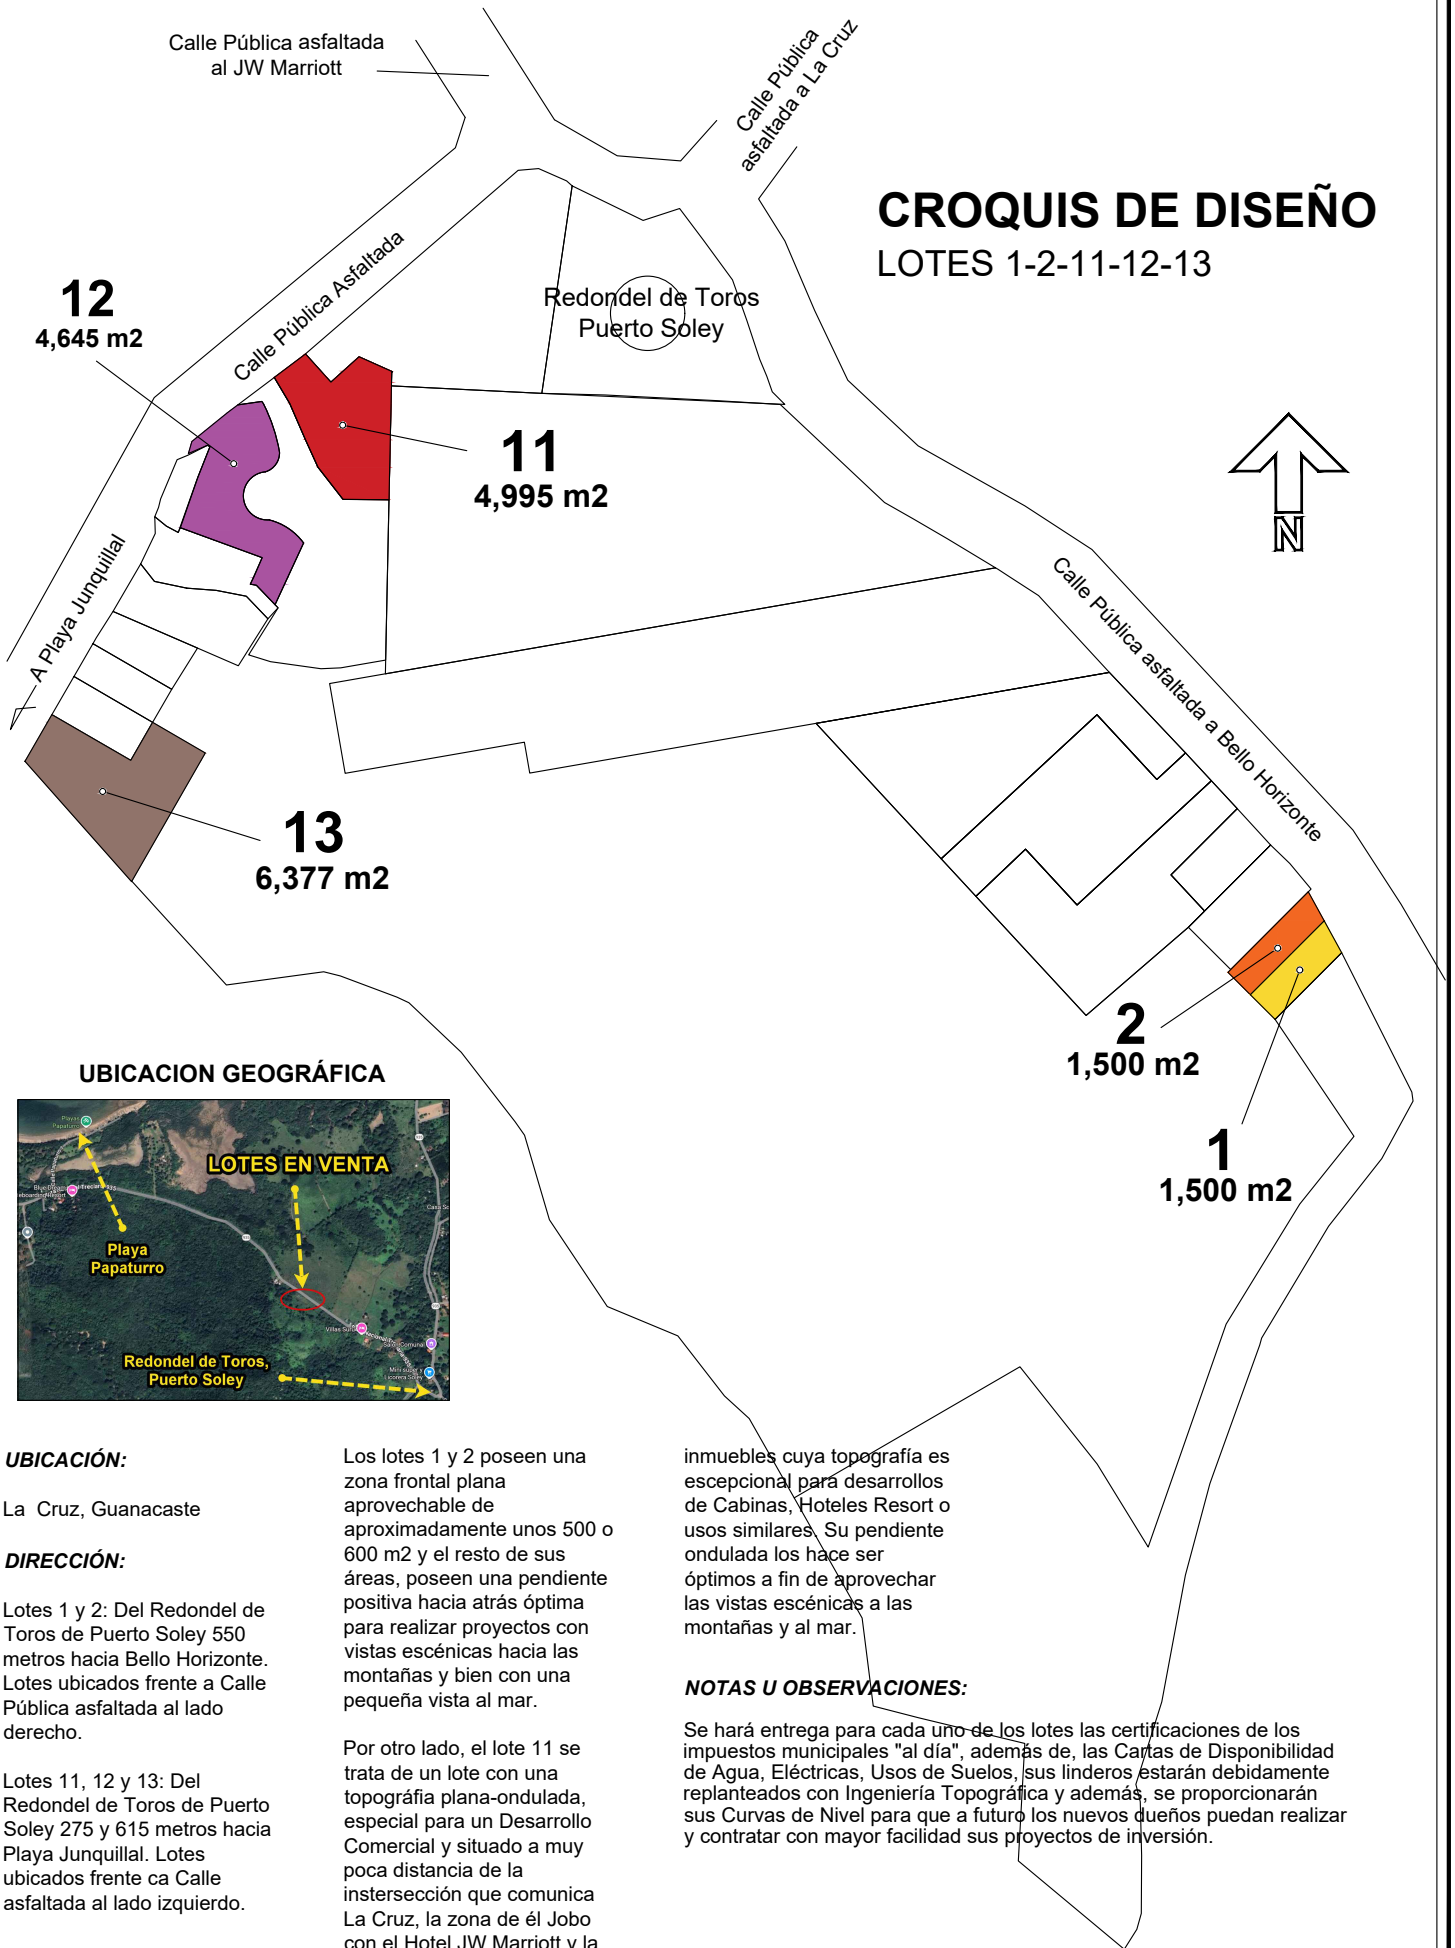 Calle Pública asfaltada
al JW Marriott
Calle Pública
asfaltada a La Cruz
CROQUIS DE DISEÑO
LOTES 1-2-11-12-13
Calle Pública Asfaltada
12
4,645 m2
Redondel de Toros
Puerto Soley
11
4,995 m2
N
A Playa Junquillal
Calle Pública asfaltada a Bello Horizonte
13
6,377 m2
2
1,500 m2
1
1,500 m2
UBICACION GEOGRÁFICA
Playas
Papaturro
LOTES EN VENTA
Playa
Papaturro
Redondel de Toros,
Puerto Soley
Salón Comunal
Mini super y
Licorera Soley
UBICACIÓN:
La Cruz, Guanacaste
DIRECCIÓN:
Lotes 1 y 2: Del Redondel de
Toros de Puerto Soley 550
metros hacia Bello Horizonte.
Lotes ubicados frente a Calle
Pública asfaltada al lado
derecho.
Lotes 11, 12 y 13: Del
Redondel de Toros de Puerto
Soley 275 y 615 metros hacia
Playa Junquillal. Lotes
ubicados frente ca Calle
asfaltada al lado izquierdo.
Los lotes 1 y 2 poseen una
zona frontal plana
aprovechable de
aproximadamente unos 500 o
600 m2 y el resto de sus
áreas, poseen una pendiente
positiva hacia atrás óptima
para realizar proyectos con
vistas escénicas hacia las
montañas y bien con una
pequeña vista al mar.
Por otro lado, el lote 11 se
trata de un lote con una
topográfia plana-ondulada,
especial para un Desarrollo
Comercial y situado a muy
poca distancia de la
instersección que comunica
La Cruz, la zona de él Jobo
con el Hotel JW Marriott y la
inmuebles cuya topografía es
escepcional para desarrollos
de Cabinas, Hoteles Resort o
usos similares. Su pendiente
ondulada los hace ser
óptimos a fin de aprovechar
las vistas escénicas a las
montañas y al mar.
NOTAS U OBSERVACIONES:
Se hará entrega para cada uno de los lotes las certificaciones de los
impuestos municipales "al día", además de, las Cartas de Disponibilidad
de Agua, Eléctricas, Usos de Suelos, sus linderos estarán debidamente
replanteados con Ingeniería Topográfica y además, se proporcionarán
sus Curvas de Nivel para que a futuro los nuevos dueños puedan realizar
y contratar con mayor facilidad sus proyectos de inversión.